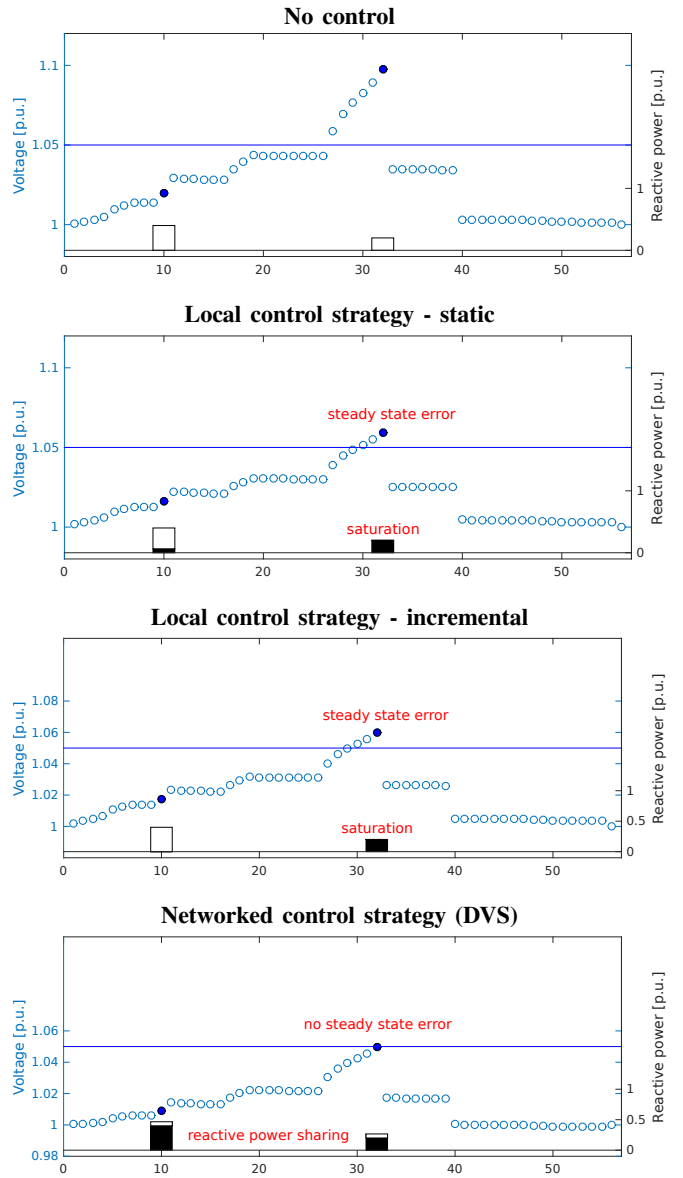 No control
Voltage [p.u.]
1.1
1.05
1
1
0
Reactive power [p.u.]
0 10 20 30 40 50
Local control strategy - static
Voltage [p.u.]
1.1
1.05
1
steady state error
saturation
1
0
Reactive power [p.u.]
0 10 20 30 40 50
Local control strategy - incremental
Voltage [p.u.]
1.08
1.06
1.04
1.02
1
steady state error
saturation
1
0.5
0
Reactive power [p.u.]
0 10 20 30 40 50
Networked control strategy (DVS)
Voltage [p.u.]
1.06
1.04
1.02
1
0.98
no steady state error
reactive power sharing
1
0.5
0
Reactive power [p.u.]
0 10 20 30 40 50